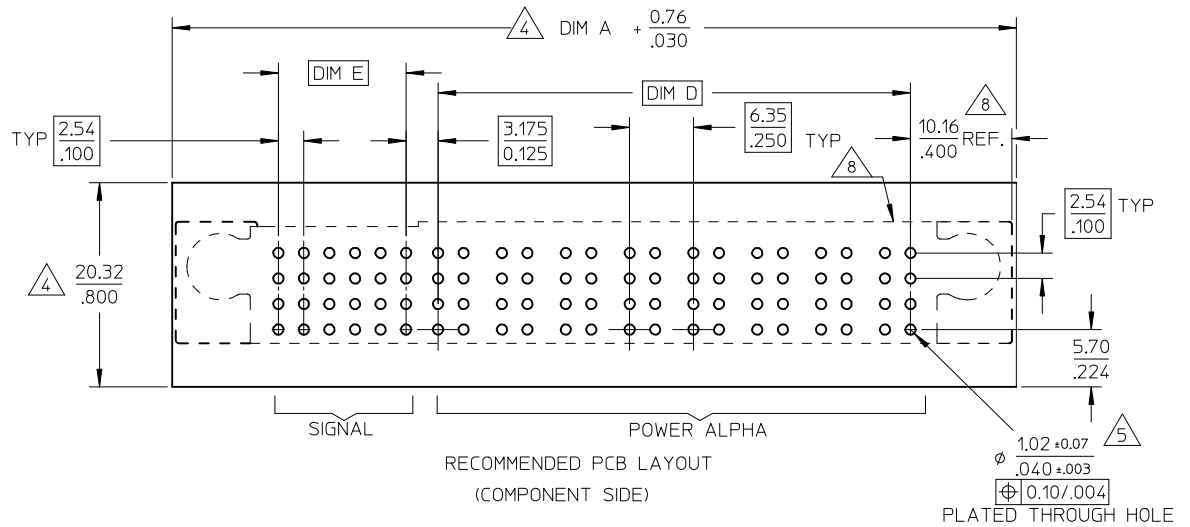 4 DIM A + 0.76
.030
DIM E
DIM D
8
TYP 2.54
.100
3.175
0.125
6.35
.250 TYP
10.16
.400 REF.
8
2.54 TYP
.100
4 20.32
.800
5.70
.224
SIGNAL
POWER ALPHA
RECOMMENDED PCB LAYOUT
(COMPONENT SIDE)
⌀ 1.02 ±0.07 5
.040 ±.003
⌖ 0.10/.004
PLATED THROUGH HOLE